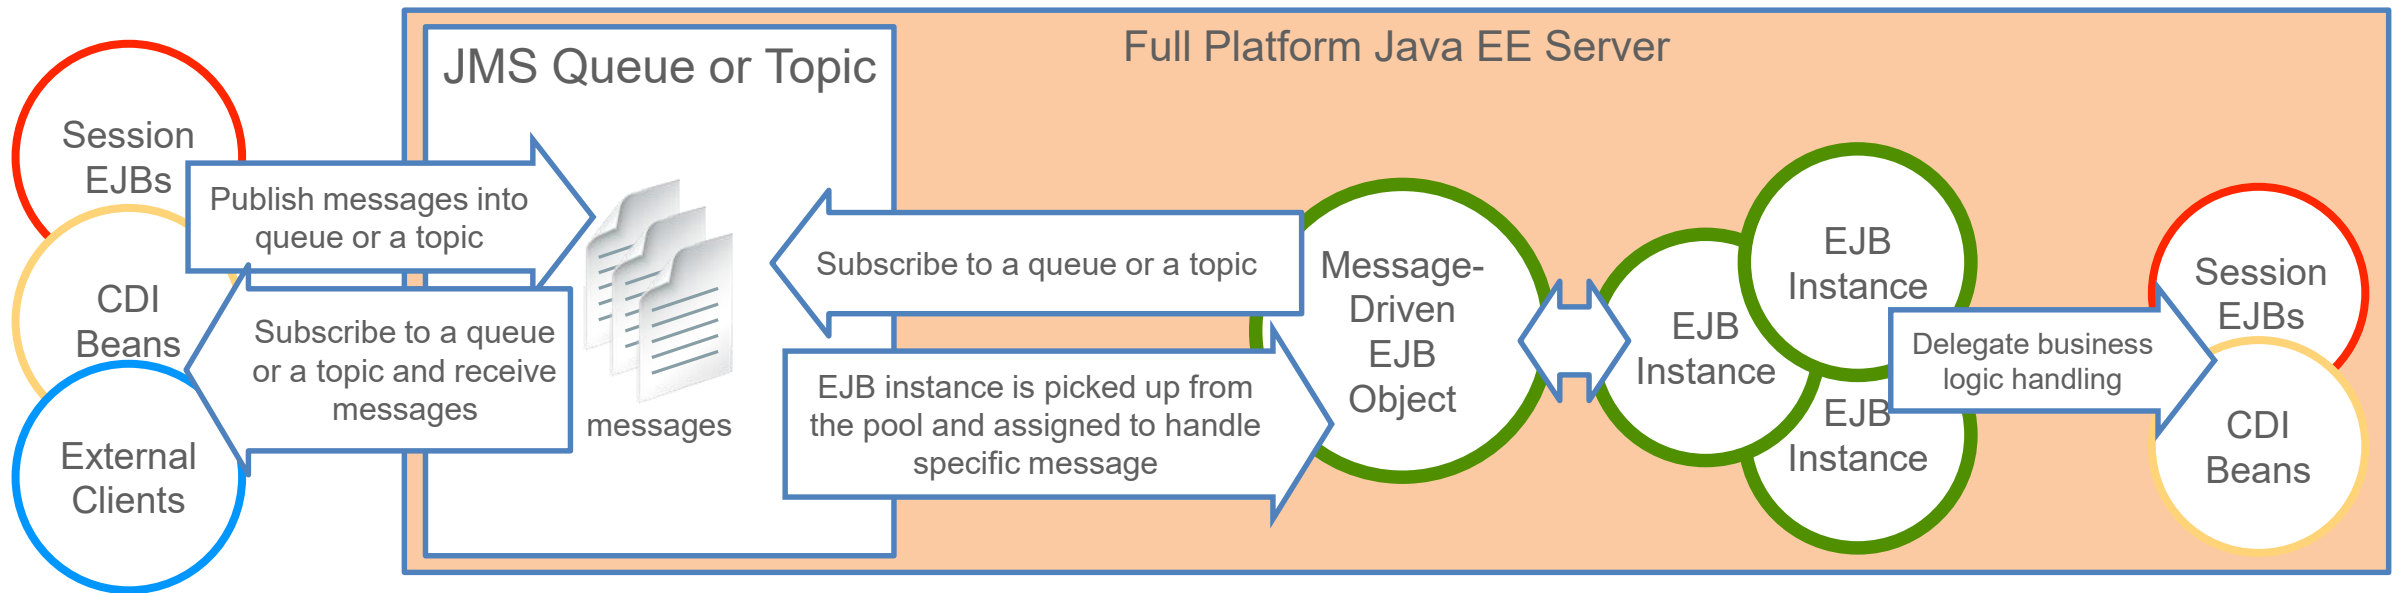 Full Platform Java EE Server
JMS Queue or Topic
Session
EJBs
CDI
Beans
External
Clients
Publish messages into
queue or a topic
Subscribe to a queue
or a topic and receive
messages
messages
Subscribe to a queue or a topic
EJB instance is picked up from
the pool and assigned to handle
specific message
Message-
Driven
EJB
Object
EJB
Instance
EJB
Instance
EJB
Instance
Delegate business
logic handling
Session
EJBs
CDI
Beans